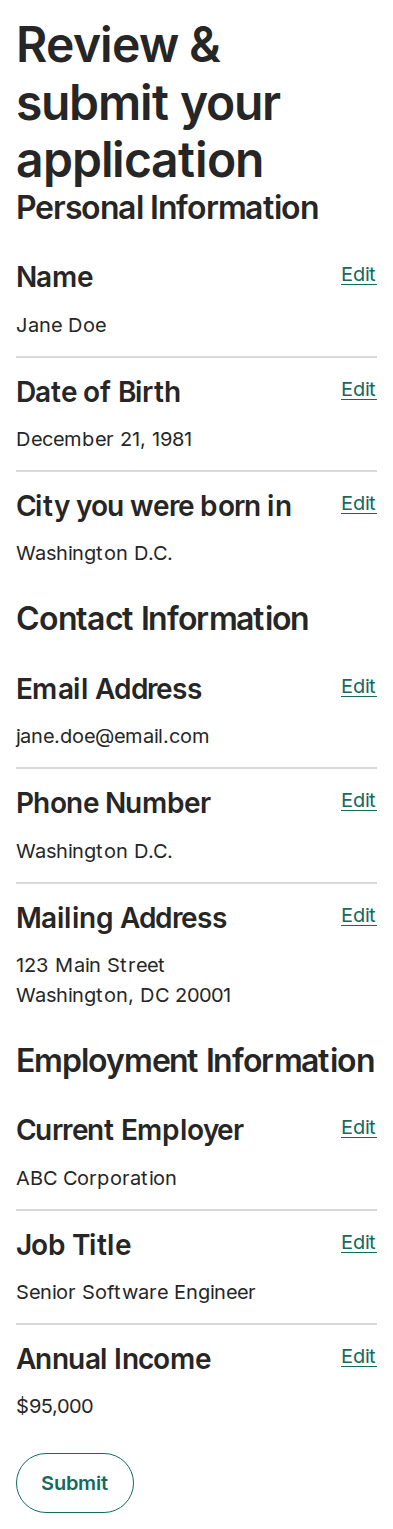 Review &
submit your
application
Personal Information
Name
Edit
Jane Doe
Date of Birth
Edit
December 21, 1981
City you were born in
Edit
Washington D.C.
Contact Information
Email Address
Edit
jane.doe@email.com
Phone Number
Edit
Washington D.C.
Mailing Address
Edit
123 Main Street
Washington, DC 20001
Employment Information
Current Employer
Edit
ABC Corporation
Job Title
Edit
Senior Software Engineer
Annual Income
Edit
$95,000
Submit